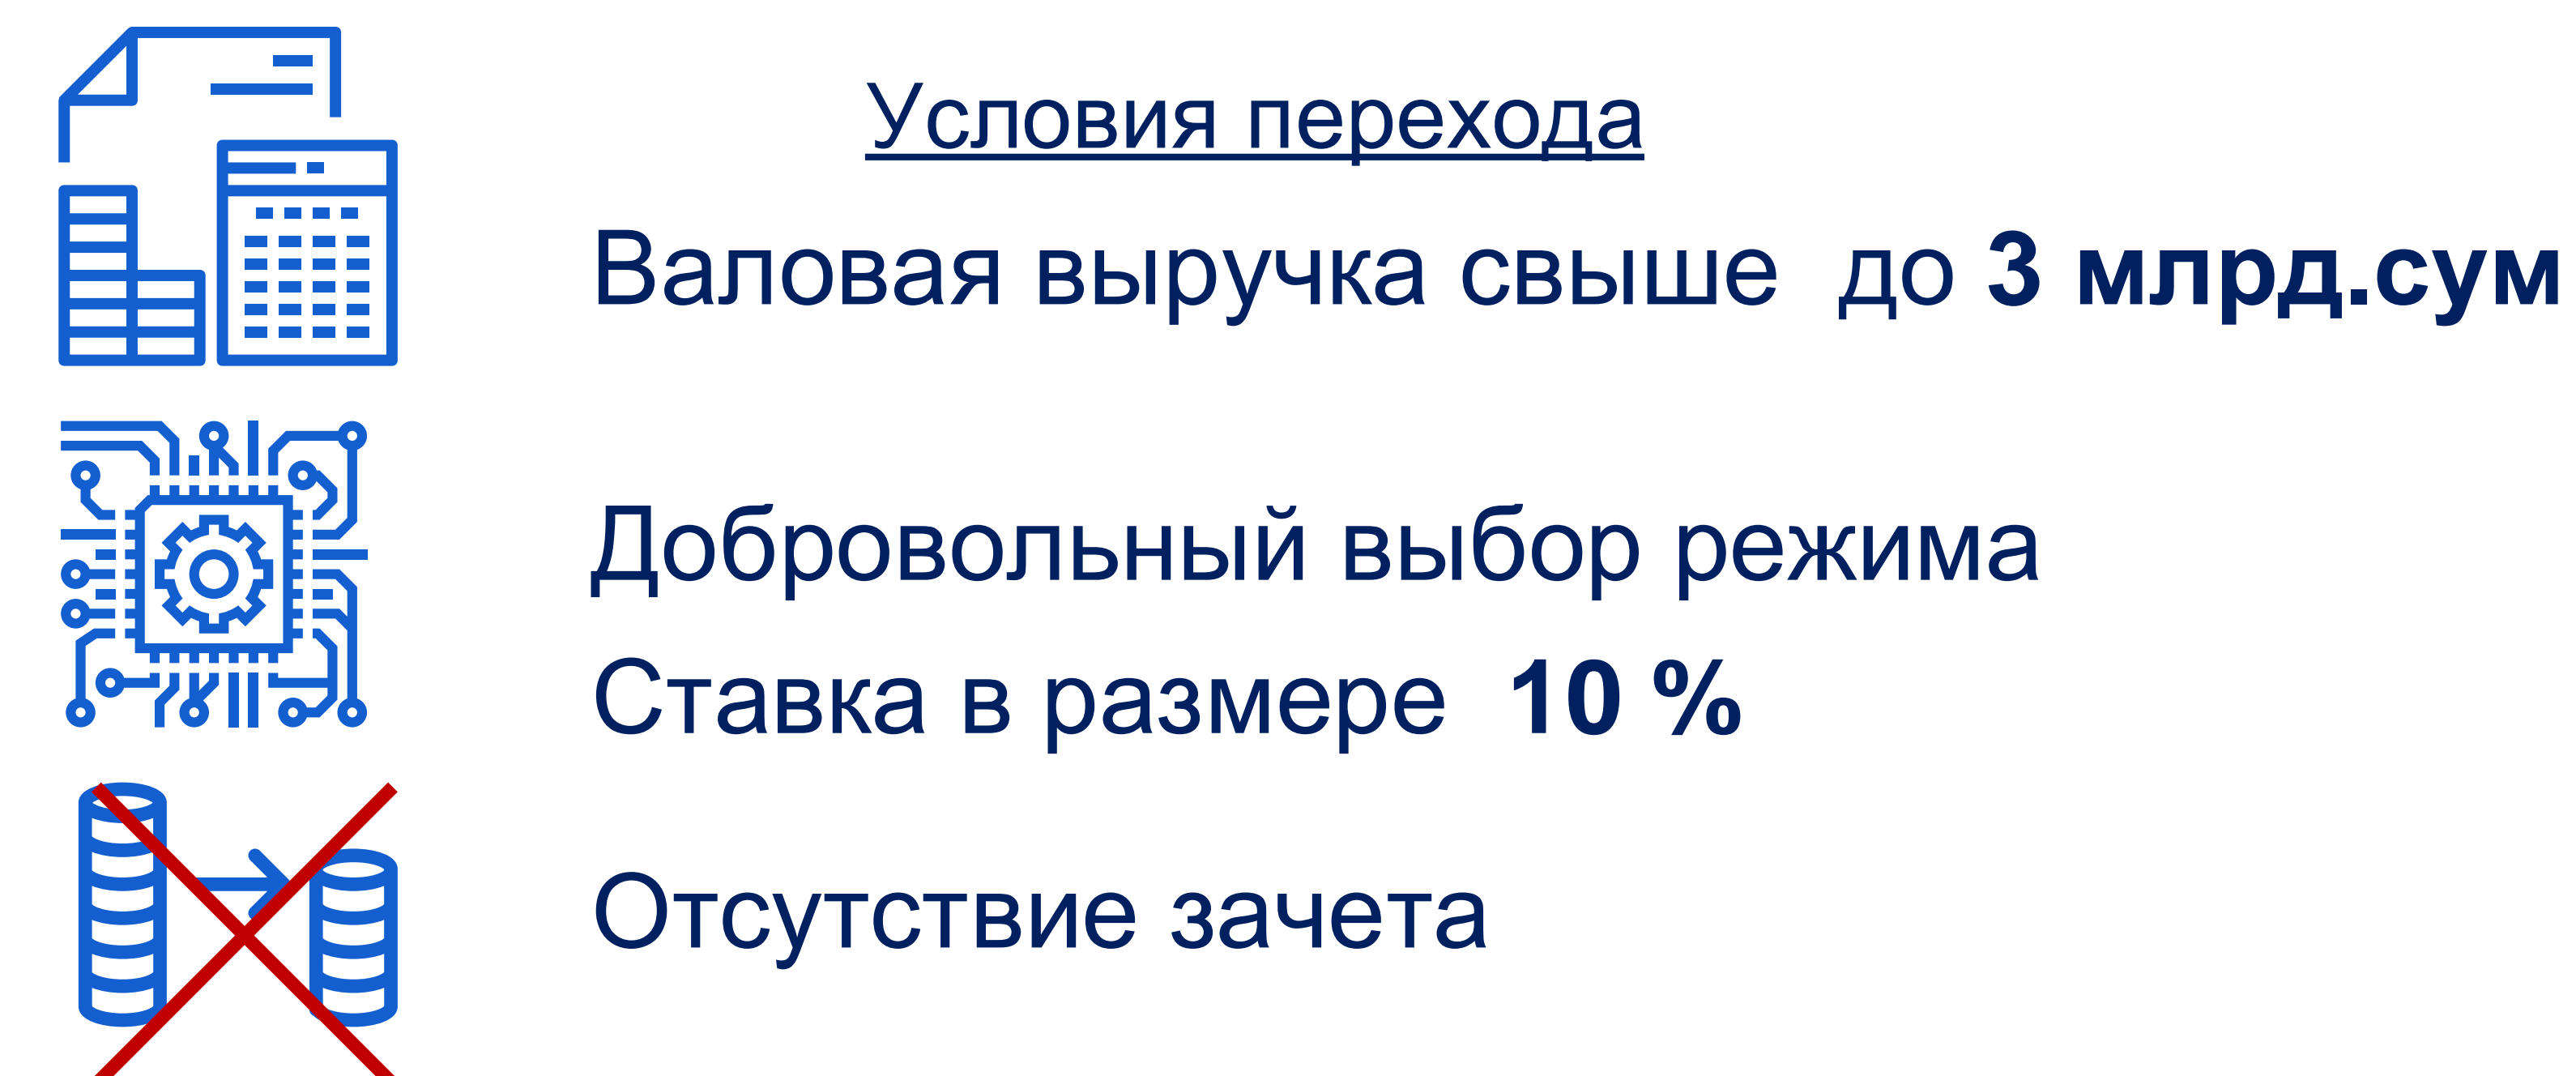 Условия перехода
Валовая выручка свыше  до 3 млрд.сум
Добровольный выбор режима
Ставка в размере  10 %
Отсутствие зачета